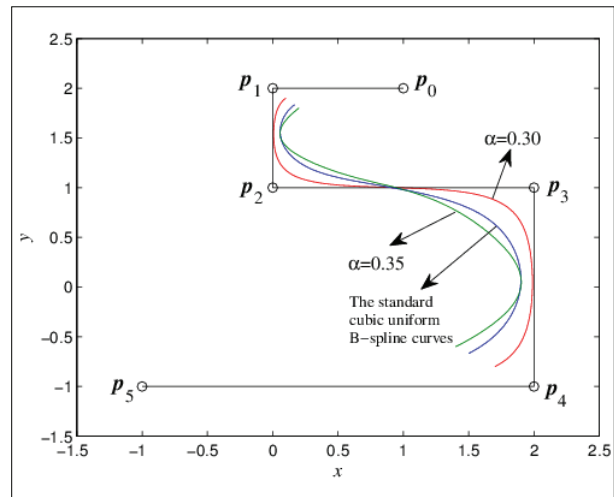 2.5
2
1.5
1
0.5
0
−0.5
−1
−1.5
y
p1
p0
p2
p3
α=0.30
α=0.35
The standard
cubic uniform
B−spline curves
p5
p4
−1.5
−1
−0.5
0
0.5
1
1.5
2
2.5
x